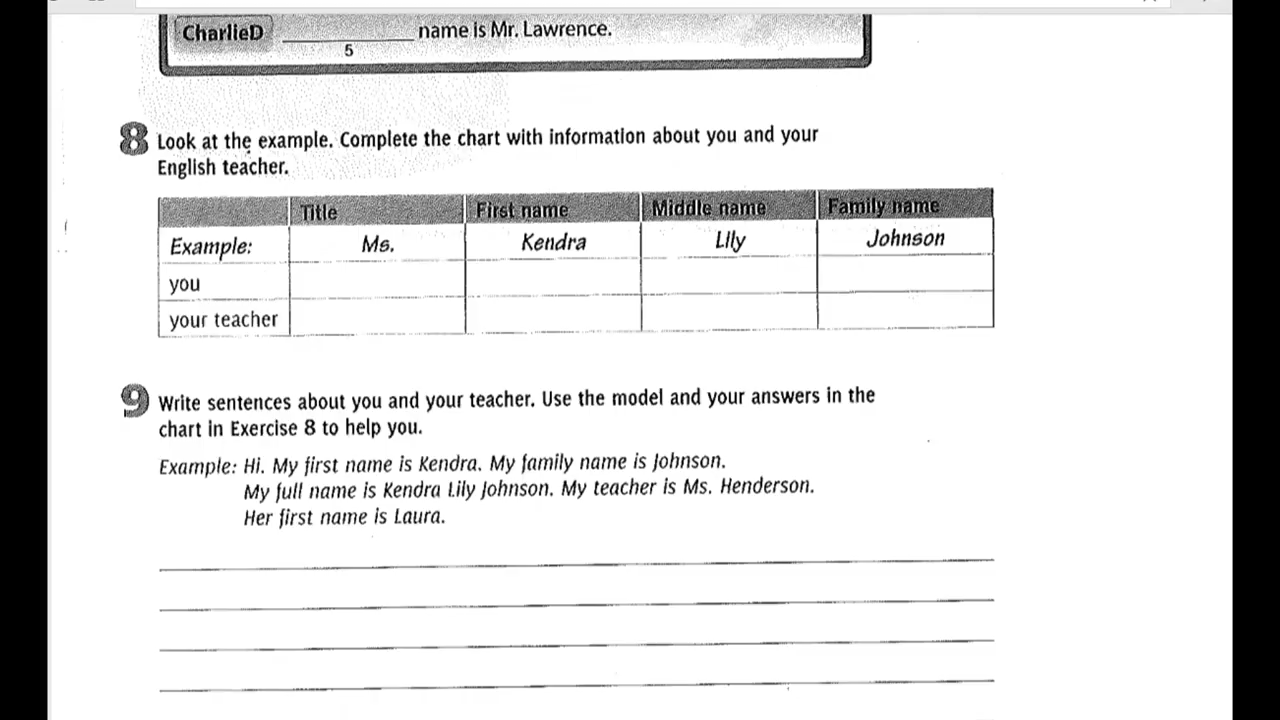 CharlieD ____________ name is Mr. Lawrence.
5
8 Look at the example. Complete the chart with information about you and your
English teacher.
Title First name Middle name Family name
Example: Ms. Kendra Lily Johnson
you
your teacher
9 Write sentences about you and your teacher. Use the model and your answers in the
chart in Exercise 8 to help you.
Example: Hi. My first name is Kendra. My family name is Johnson.
My full name is Kendra Lily Johnson. My teacher is Ms. Henderson.
Her first name is Laura.